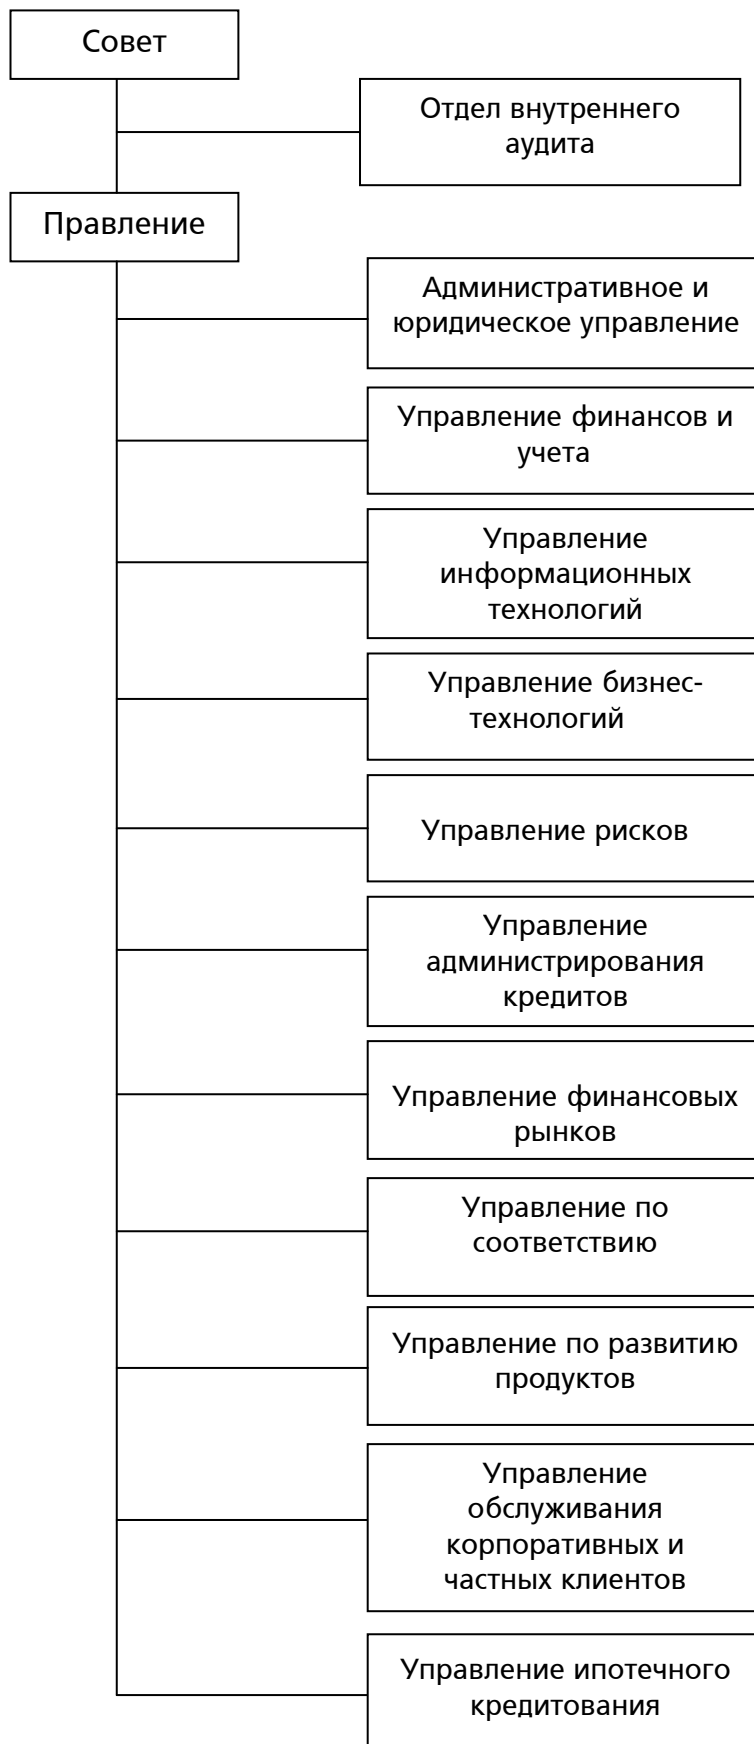 Совет
Отдел внутреннего
аудита
Правление
Административное и
юридическое управление
Управление финансов и
учета
Управление
информационных
технологий
Управление бизнес-
технологий
Управление рисков
Управление
администрирования
кредитов
Управление финансовых
рынков
Управление по
соответствию
Управление по развитию
продуктов
Управление
обслуживания
корпоративных и
частных клиентов
Управление ипотечного
кредитования